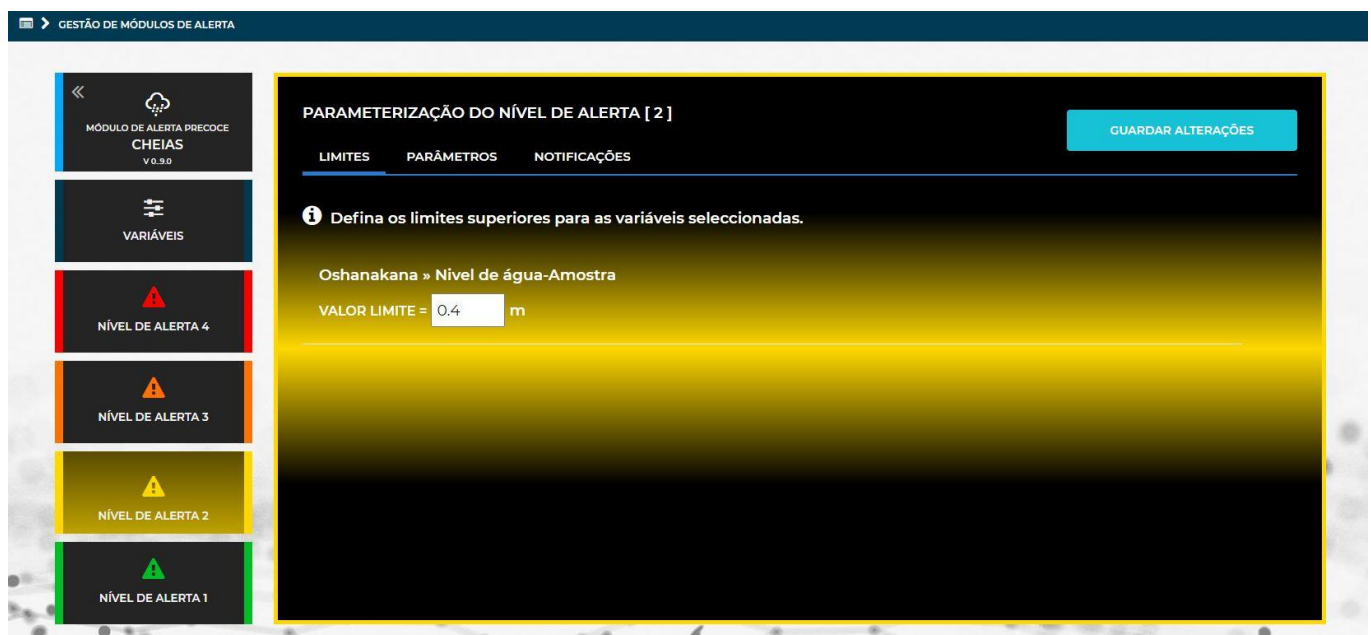 GESTÃO DE MÓDULOS DE ALERTA
MÓDULO DE ALERTA PRECOCE
CHEIAS
V 0..9.0
VARIÁVEIS
NÍVEL DE ALERTA 4
NÍVEL DE ALERTA 3
NÍVEL DE ALERTA 2
NÍVEL DE ALERTA 1
PARAMETERIZAÇÃO DO NÍVEL DE ALERTA [ 2 ]
GUARDAR ALTERAÇÕES
LIMITES PARÂMETROS NOTIFICAÇÕES
Defina os limites superiores para as variáveis seleccionadas.
Oshanakana » Nivel de água-Amostra
VALOR LIMITE = 0.4 m